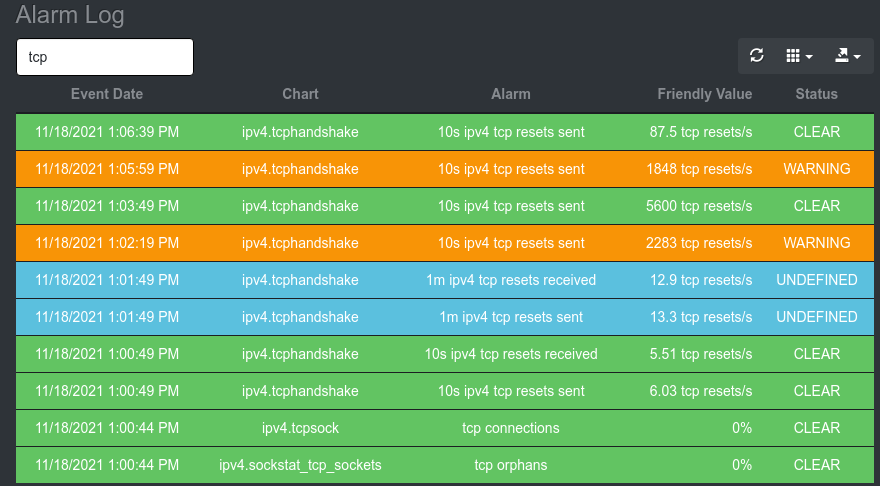 Alarm Log
tcp
Event Date Chart Alarm Friendly Value Status
11/18/2021 1:06:39 PM ipv4.tcphandshake 10s ipv4 tcp resets sent 87.5 tcp resets/s CLEAR
11/18/2021 1:05:59 PM ipv4.tcphandshake 10s ipv4 tcp resets sent 1848 tcp resets/s WARNING
11/18/2021 1:03:49 PM ipv4.tcphandshake 10s ipv4 tcp resets sent 5600 tcp resets/s CLEAR
11/18/2021 1:02:19 PM ipv4.tcphandshake 10s ipv4 tcp resets sent 2283 tcp resets/s WARNING
11/18/2021 1:01:49 PM ipv4.tcphandshake 1m ipv4 tcp resets received 12.9 tcp resets/s UNDEFINED
11/18/2021 1:01:49 PM ipv4.tcphandshake 1m ipv4 tcp resets sent 13.3 tcp resets/s UNDEFINED
11/18/2021 1:00:49 PM ipv4.tcphandshake 10s ipv4 tcp resets received 5.51 tcp resets/s CLEAR
11/18/2021 1:00:49 PM ipv4.tcphandshake 10s ipv4 tcp resets sent 6.03 tcp resets/s CLEAR
11/18/2021 1:00:44 PM ipv4.tcpsock tcp connections 0% CLEAR
11/18/2021 1:00:44 PM ipv4.sockstat_tcp_sockets tcp orphans 0% CLEAR